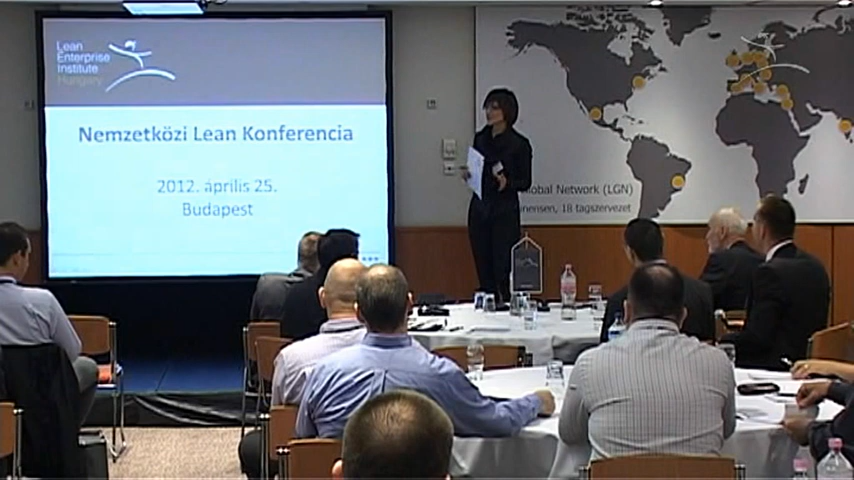 Lean
Enterprise
Institute
Hungary
Nemzetközi Lean Konferencia
2012. április 25.
Budapest
Global Network (LGN)
18 tagszervezet